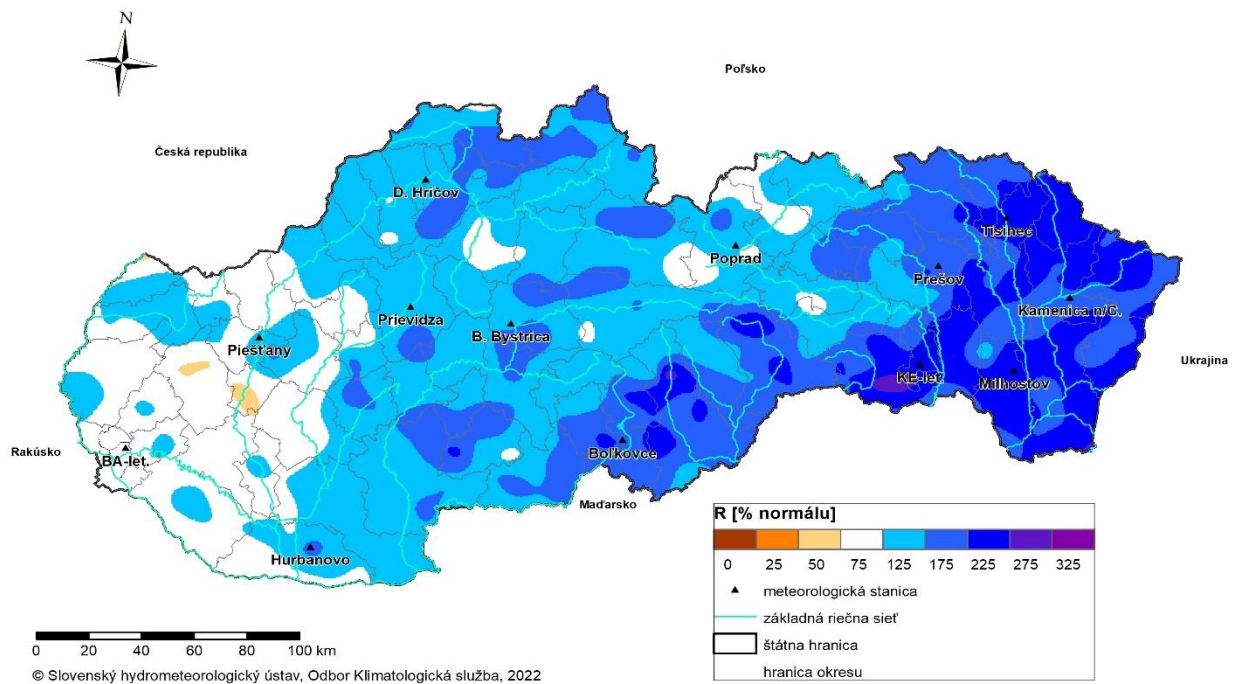 N
Poľsko
Česká republika
D. Hričov
Tisinec
Poprad
Prešov
Prievidza
Kamenica n/C.
B. Bystrica
Piešťany
Ukrajina
KE-let.
Milhostov
Boľkovce
Rakúsko
BA-let.
Maďarsko
Hurbanovo
R [% normálu]
0 25 50 75 125 175 225 275 325
meteorologická stanica
základná riečna sieť
štátna hranica
hranica okresu
0 20 40 60 80 100 km
© Slovenský hydrometeorologický ústav, Odbor Klimatologická služba, 2022